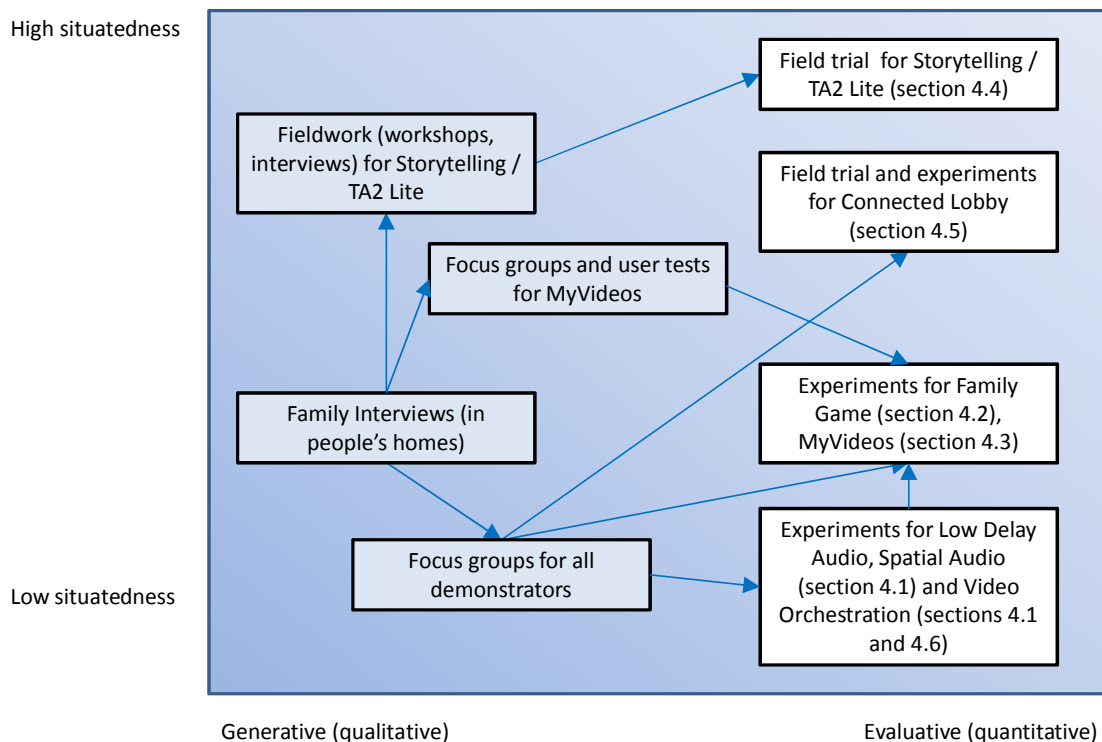 High situatedness
Field trial for Storytelling /
TA2 Lite (section 4.4)
Fieldwork (workshops,
interviews) for Storytelling /
TA2 Lite
Field trial and experiments
for Connected Lobby
(section 4.5)
Focus groups and user tests
for MyVideos
Family Interviews (in
people’s homes)
Experiments for Family
Game (section 4.2),
MyVideos (section 4.3)
Focus groups for all
demonstrators
Experiments for Low Delay
Audio, Spatial Audio
(section 4.1) and Video
Orchestration (sections 4.1
and 4.6)
Low situatedness
Generative (qualitative)
Evaluative (quantitative)